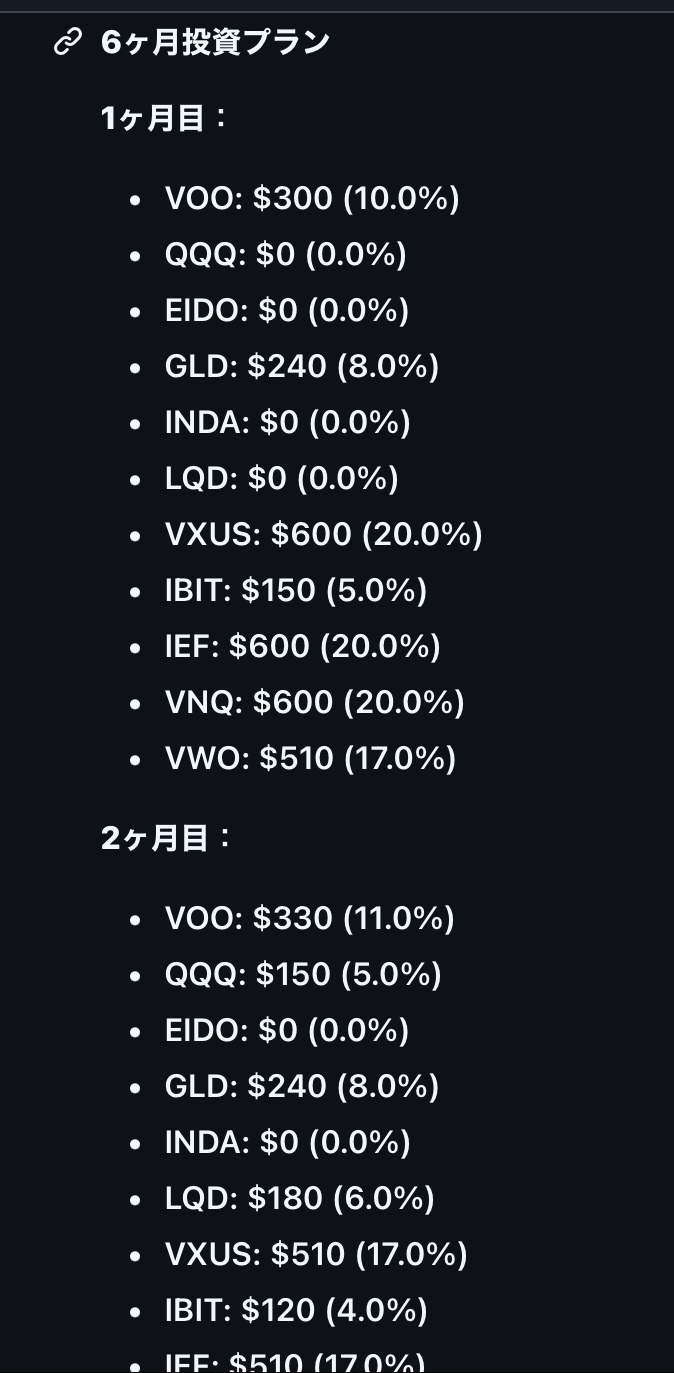 6ヶ月投資プラン
1ヶ月目：
• VOO: $300 (10.0%)
• QQQ: $0 (0.0%)
• EIDO: $0 (0.0%)
• GLD: $240 (8.0%)
• INDA: $0 (0.0%)
• LQD: $0 (0.0%)
• VXUS: $600 (20.0%)
• IBIT: $150 (5.0%)
• IEF: $600 (20.0%)
• VNQ: $600 (20.0%)
• VWO: $510 (17.0%)
2ヶ月目：
• VOO: $330 (11.0%)
• QQQ: $150 (5.0%)
• EIDO: $0 (0.0%)
• GLD: $240 (8.0%)
• INDA: $0 (0.0%)
• LQD: $180 (6.0%)
• VXUS: $510 (17.0%)
• IBIT: $120 (4.0%)
• IEF: $510 (17.0%)